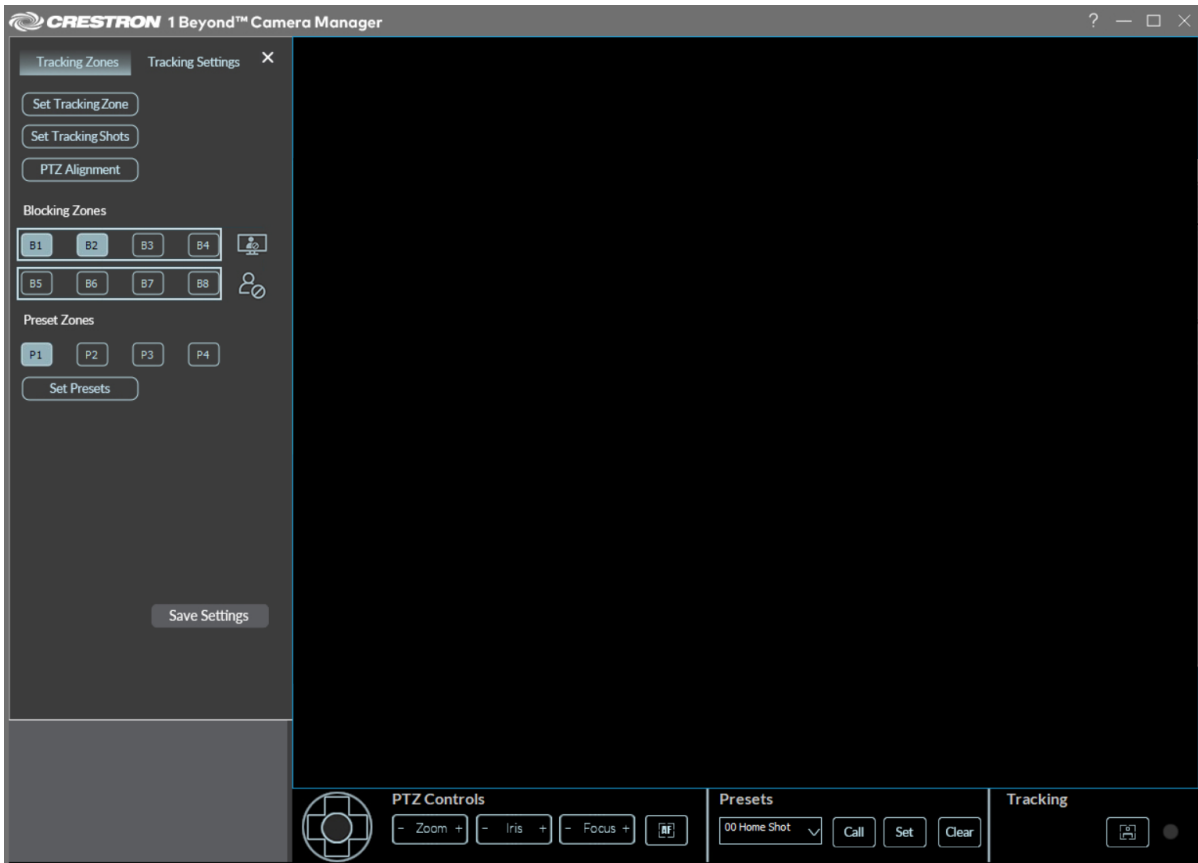 CRESTRON 1 Beyond™ Camera Manager ?
Tracking Zones Tracking Settings
Set Tracking Zone
Set Tracking Shots
PTZ Alignment
Blocking Zones
B1 B2 B3 B4
B5 B6 B7 B8
Preset Zones
P1 P2 P3 P4
Set Presets
Save Settings
PTZ Controls
- Zoom + - Iris + - Focus + AF
Presets
00 Home Shot Call Set Clear
Tracking